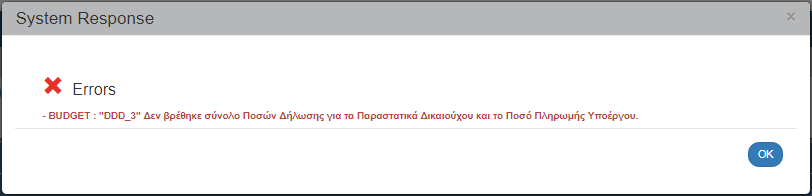 System Response
×
Errors
- BUDGET : "DDD_3" Δεν βρέθηκε σύνολο Ποσών Δήλωσης για τα Παραστατικά Δικαιούχου και το Ποσό Πληρωμής Υποέργου.
OK